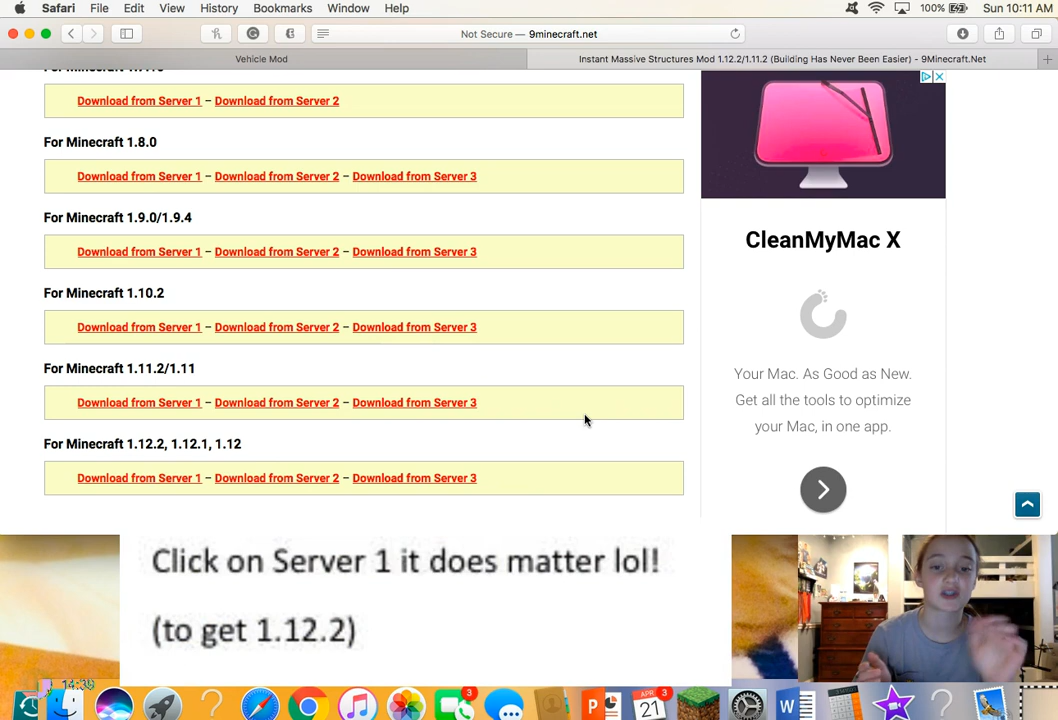 Safari File Edit View History Bookmarks Window Help 100% Sun 10:11 AM
Not Secure — 9minecraft.net
Vehicle Mod Instant Massive Structures Mod 1.12.2/1.11.2 (Building Has Never Been Easier) - 9Minecraft.Net
Download from Server 1 – Download from Server 2
For Minecraft 1.8.0
Download from Server 1 – Download from Server 2 – Download from Server 3
For Minecraft 1.9.0/1.9.4
Download from Server 1 – Download from Server 2 – Download from Server 3
For Minecraft 1.10.2
Download from Server 1 – Download from Server 2 – Download from Server 3
For Minecraft 1.11.2/1.11
Download from Server 1 – Download from Server 2 – Download from Server 3
For Minecraft 1.12.2, 1.12.1, 1.12
Download from Server 1 – Download from Server 2 – Download from Server 3
CleanMyMac X
Your Mac. As Good as New.
Get all the tools to optimize
your Mac, in one app.
Click on Server 1 it does matter lol!
(to get 1.12.2)
14:39
3
APR 3
21